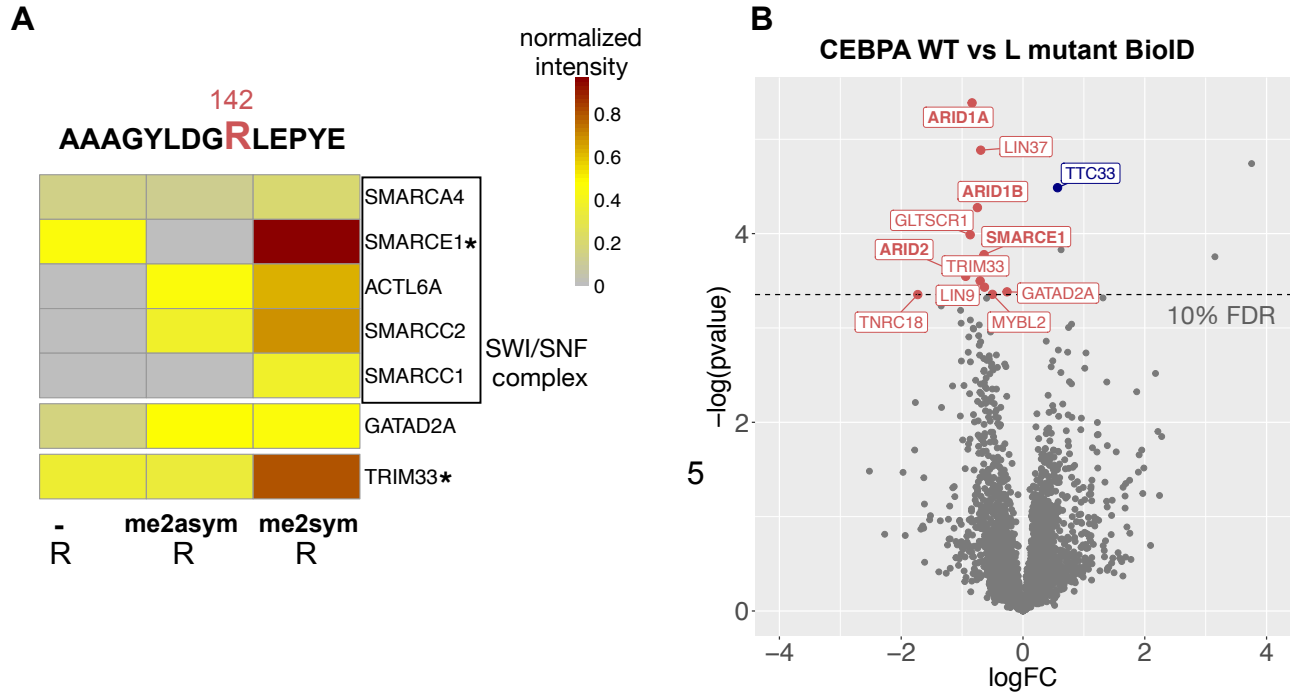 A
normalized
intensity
0.8
0.6
0.4
0.2
0
142
AAAGYLDGRLEPYE
SMARCA4
SMARCE1*
ACTL6A
SMARCC2
SMARCC1
SWI/SNF
complex
GATAD2A
TRIM33*
- me2asym me2sym
R R R
B
CEBPA WT vs L mutant BioID
ARID1A
LIN37
TTC33
ARID1B
GLTSCR1
SMARCE1
ARID2
TRIM33
LIN9
GATAD2A
TNRC18
MYBL2
10% FDR
-log(pvalue)
4
2
0
5
−4 −2 0 2 4
logFC